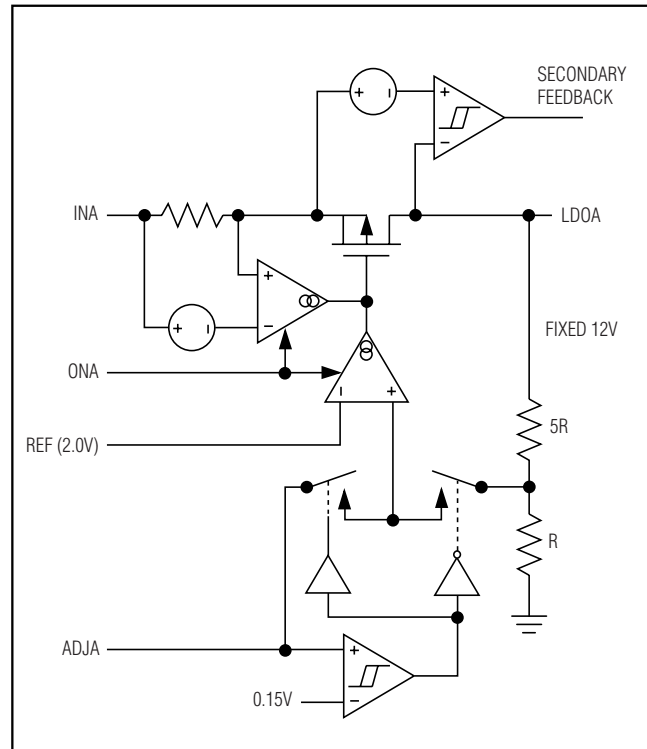 SECONDARY
FEEDBACK
+
-
+
-
INA
LDOA
+
-
+
-
FIXED 12V
ONA
-
+
REF (2.0V)
5R
R
ADJA
+
0.15V
-